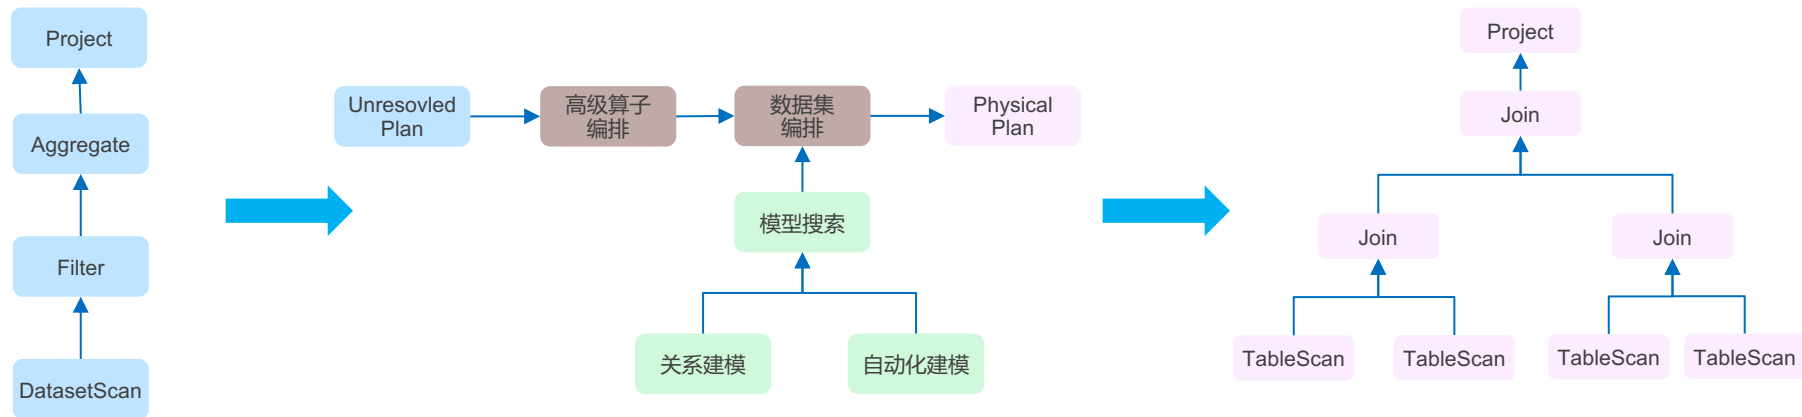 Project
Aggregate
Filter
DatasetScan
Unresovled
Plan
高级算子
编排
数据集
编排
Physical
Plan
模型搜索
关系建模
自动化建模
Project
Join
Join
Join
TableScan
TableScan
TableScan
TableScan